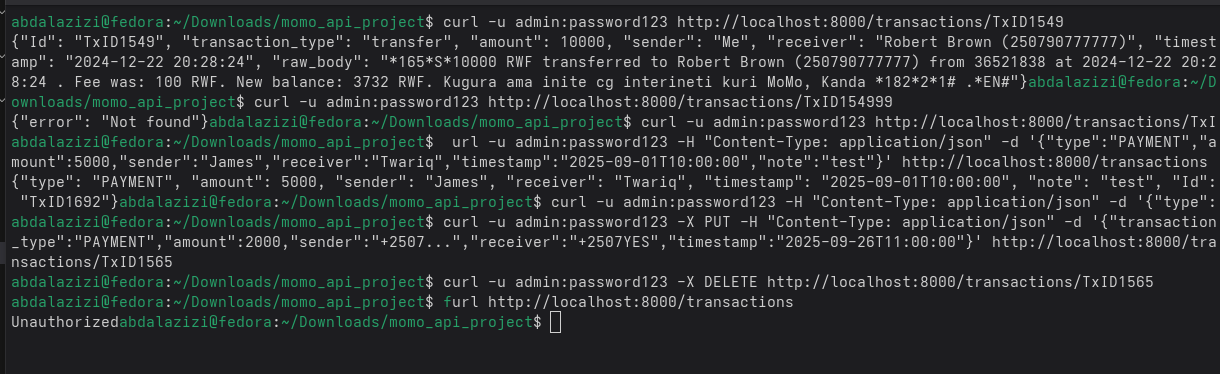 abdalazizi@fedora:~/Downloads/momo_api_project$ curl -u admin:password123 http://localhost:8000/transactions/TxID1549
{"Id": "TxID1549", "transaction_type": "transfer", "amount": 10000, "sender": "Me", "receiver": "Robert Brown (250790777777)", "timest
amp": "2024-12-22 20:28:24", "raw_body": "*165*S*10000 RWF transferred to Robert Brown (250790777777) from 36521838 at 2024-12-22 20:2
8:24 . Fee was: 100 RWF. New balance: 3732 RWF. Kugura ama inite cg interineti kuri MoMo, Kanda *182*2*1# .*EN#"}abdalazizi@fedora:~/D
ownloads/momo_api_project$ curl -u admin:password123 http://localhost:8000/transactions/TxID154999
{"error": "Not found"}abdalazizi@fedora:~/Downloads/momo_api_project$ curl -u admin:password123 http://localhost:8000/transactions/TxI
abdalazizi@fedora:~/Downloads/momo_api_project$  url -u admin:password123 -H "Content-Type: application/json" -d '{"type":"PAYMENT","a
mount":5000,"sender":"James","receiver":"Twariq","timestamp":"2025-09-01T10:00:00","note":"test"}' http://localhost:8000/transactions
{"type": "PAYMENT", "amount": 5000, "sender": "James", "receiver": "Twariq", "timestamp": "2025-09-01T10:00:00", "note": "test", "Id":
 "TxID1692"}abdalazizi@fedora:~/Downloads/momo_api_project$ curl -u admin:password123 -H "Content-Type: application/json" -d '{"type":
abdalazizi@fedora:~/Downloads/momo_api_project$ curl -u admin:password123 -X PUT -H "Content-Type: application/json" -d '{"transaction
_type":"PAYMENT","amount":2000,"sender":"+2507...","receiver":"+2507YES","timestamp":"2025-09-26T11:00:00"}' http://localhost:8000/tra
nsactions/TxID1565
abdalazizi@fedora:~/Downloads/momo_api_project$ curl -u admin:password123 -X DELETE http://localhost:8000/transactions/TxID1565
abdalazizi@fedora:~/Downloads/momo_api_project$ furl http://localhost:8000/transactions
Unauthorizedabdalazizi@fedora:~/Downloads/momo_api_project$